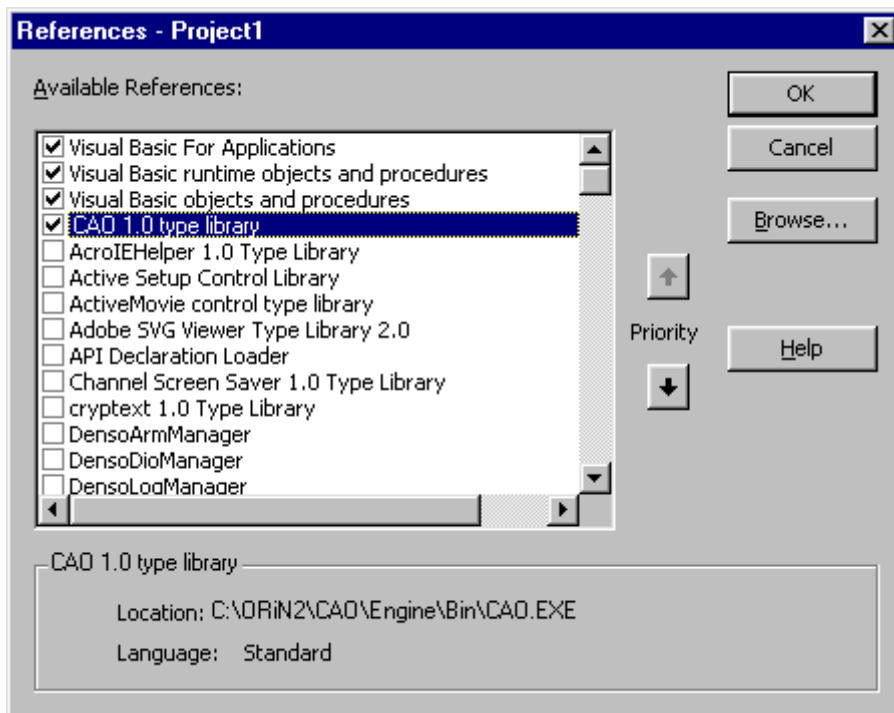 References - Project1
Available References:
OK
Cancel
Browse...
Help
Visual Basic For Applications
Visual Basic runtime objects and procedures
Visual Basic objects and procedures
CAO 1.0 type library
AcroIEHelper 1.0 Type Library
Active Setup Control Library
ActiveMovie control type library
Adobe SVG Viewer Type Library 2.0
API Declaration Loader
Channel Screen Saver 1.0 Type Library
cryptext 1.0 Type Library
DensoArmManager
DensoDioManager
DensoLogManager
Priority
CAO 1.0 type library
Location: C:\ORiN2\CAO\Engine\Bin\CAO.EXE
Language: Standard